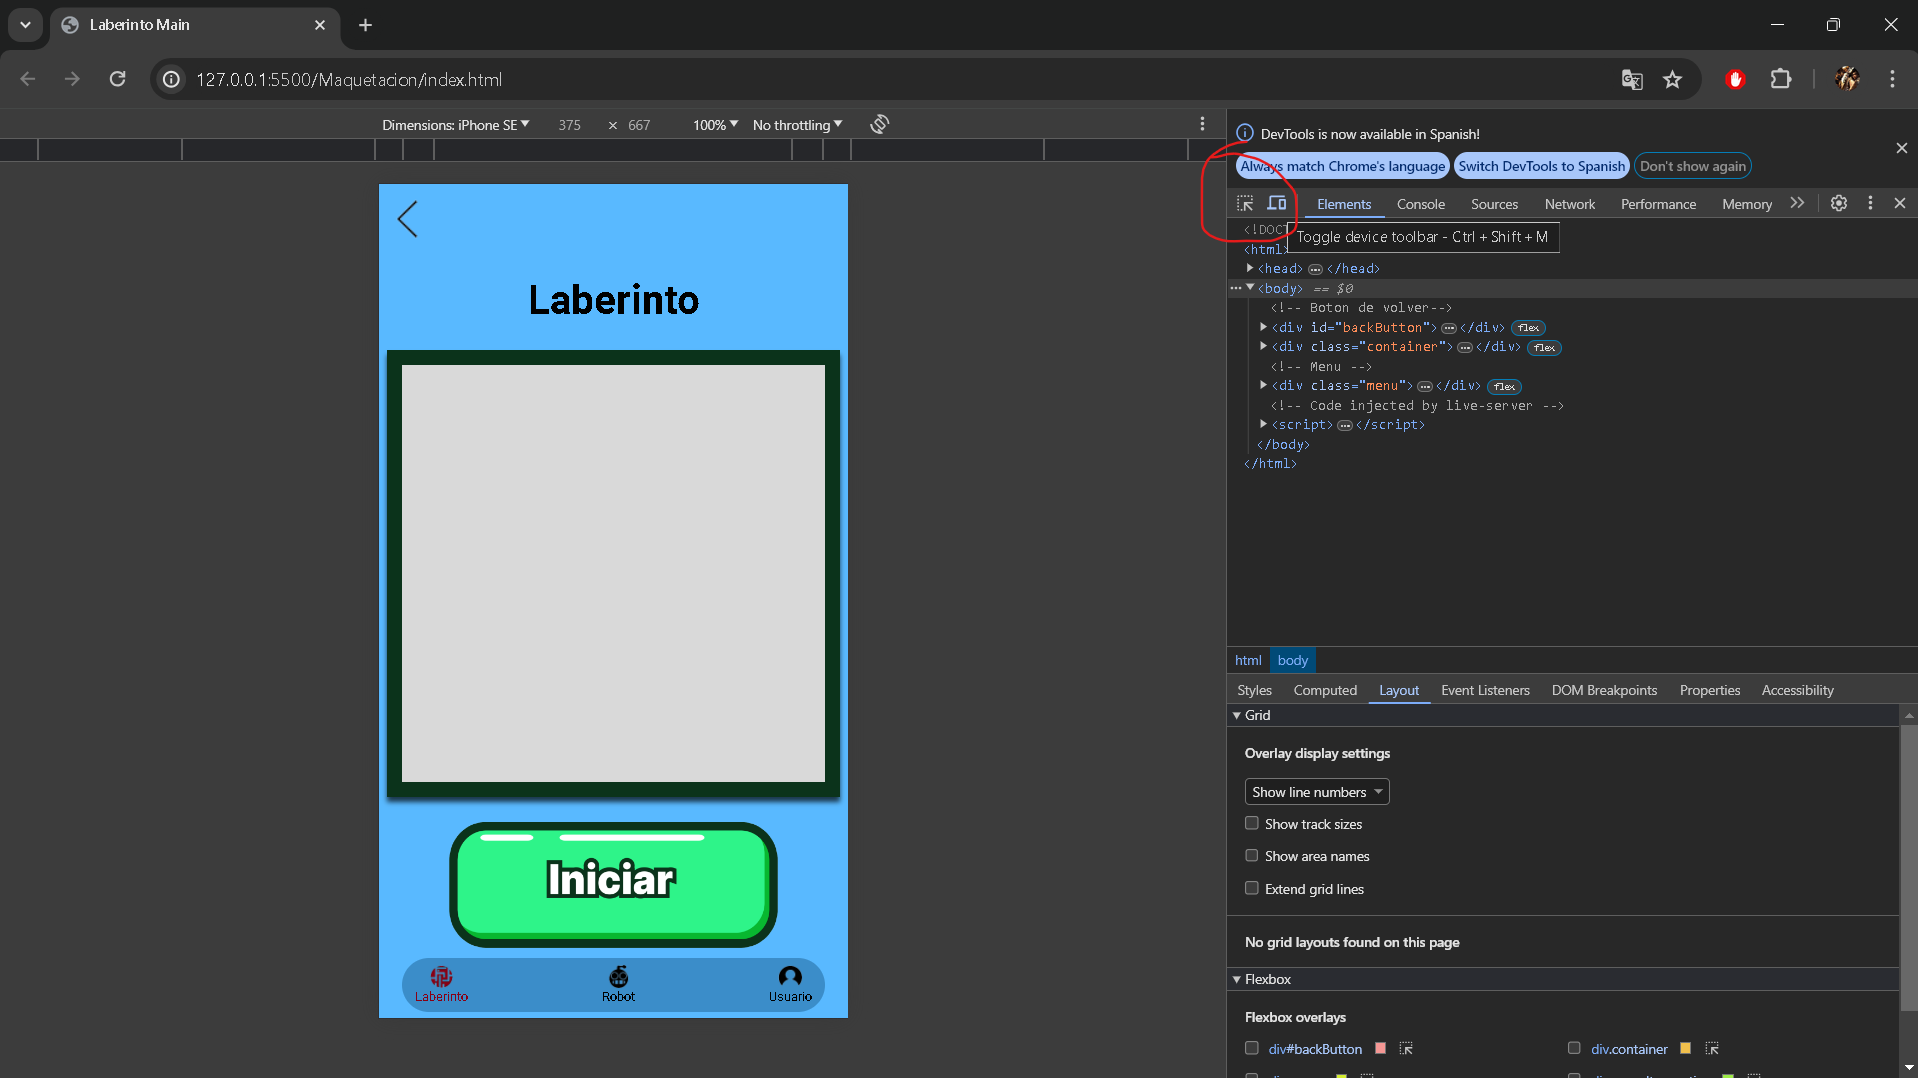 Laberinto Main
127.0.0.1:5500/Maquetacion/index.html
Dimensions: iPhone SE 375 × 667 100% No throttling
DevTools is now available in Spanish!
Always match Chrome's language Switch DevTools to Spanish Don't show again
Elements Console Sources Network Performance Memory
<!DOCT
Toggle device toolbar - Ctrl + Shift + M
<html>
<head> … </head>
<body> == $0
<!-- Boton de volver-->
<div id="backButton"> … </div> flex
<div class="container"> … </div> flex
<!-- Menu -->
<div class="menu"> … </div> flex
<!-- Code injected by live-server -->
<script> … </script>
</body>
</html>
html body
Styles Computed Layout Event Listeners DOM Breakpoints Properties Accessibility
Grid
Overlay display settings
Show line numbers
Show track sizes
Show area names
Extend grid lines
No grid layouts found on this page
Flexbox
Flexbox overlays
div#backButton
div.container
Laberinto
Iniciar
Laberinto
Robot
Usuario